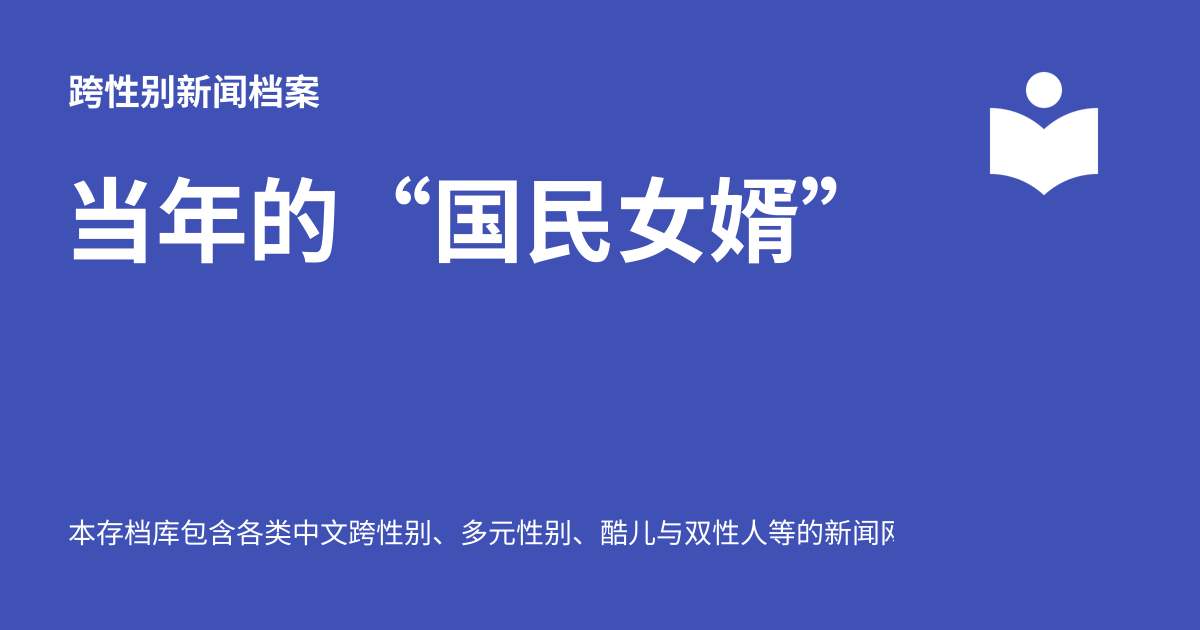 跨性别新闻档案
当年的“国民女婿”
本存档库包含各类中文跨性别、多元性别、酷儿与双性人等的新闻